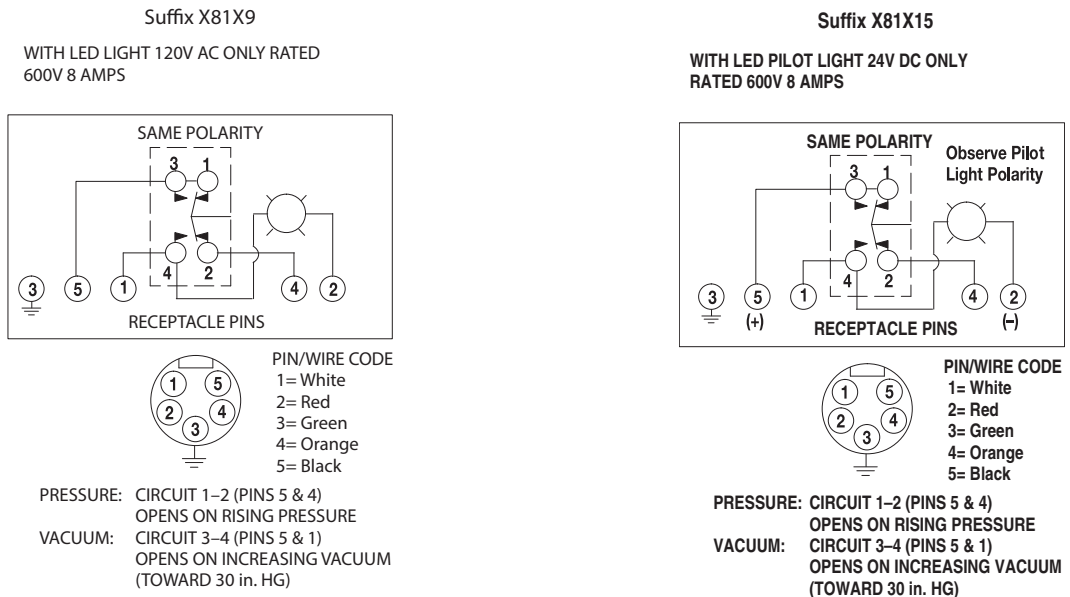 Suffix X81X9
WITH LED LIGHT 120V AC ONLY RATED
600V 8 AMPS
SAME POLARITY
3 1
4 2
3 5 1 4 2
RECEPTACLE PINS
1 5
2 4
3
PIN/WIRE CODE
1= White
2= Red
3= Green
4= Orange
5= Black
PRESSURE: CIRCUIT 1–2 (PINS 5 & 4)
OPENS ON RISING PRESSURE
VACUUM: CIRCUIT 3–4 (PINS 5 & 1)
OPENS ON INCREASING VACUUM
(TOWARD 30 in. HG)
Suffix X81X15
WITH LED PILOT LIGHT 24V DC ONLY
RATED 600V 8 AMPS
SAME POLARITY
Observe Pilot
Light Polarity
3 1
4 2
3 5 1 4 2
(+) (–)
RECEPTACLE PINS
1 5
2 4
3
PIN/WIRE CODE
1= White
2= Red
3= Green
4= Orange
5= Black
PRESSURE: CIRCUIT 1–2 (PINS 5 & 4)
OPENS ON RISING PRESSURE
VACUUM: CIRCUIT 3–4 (PINS 5 & 1)
OPENS ON INCREASING VACUUM
(TOWARD 30 in. HG)